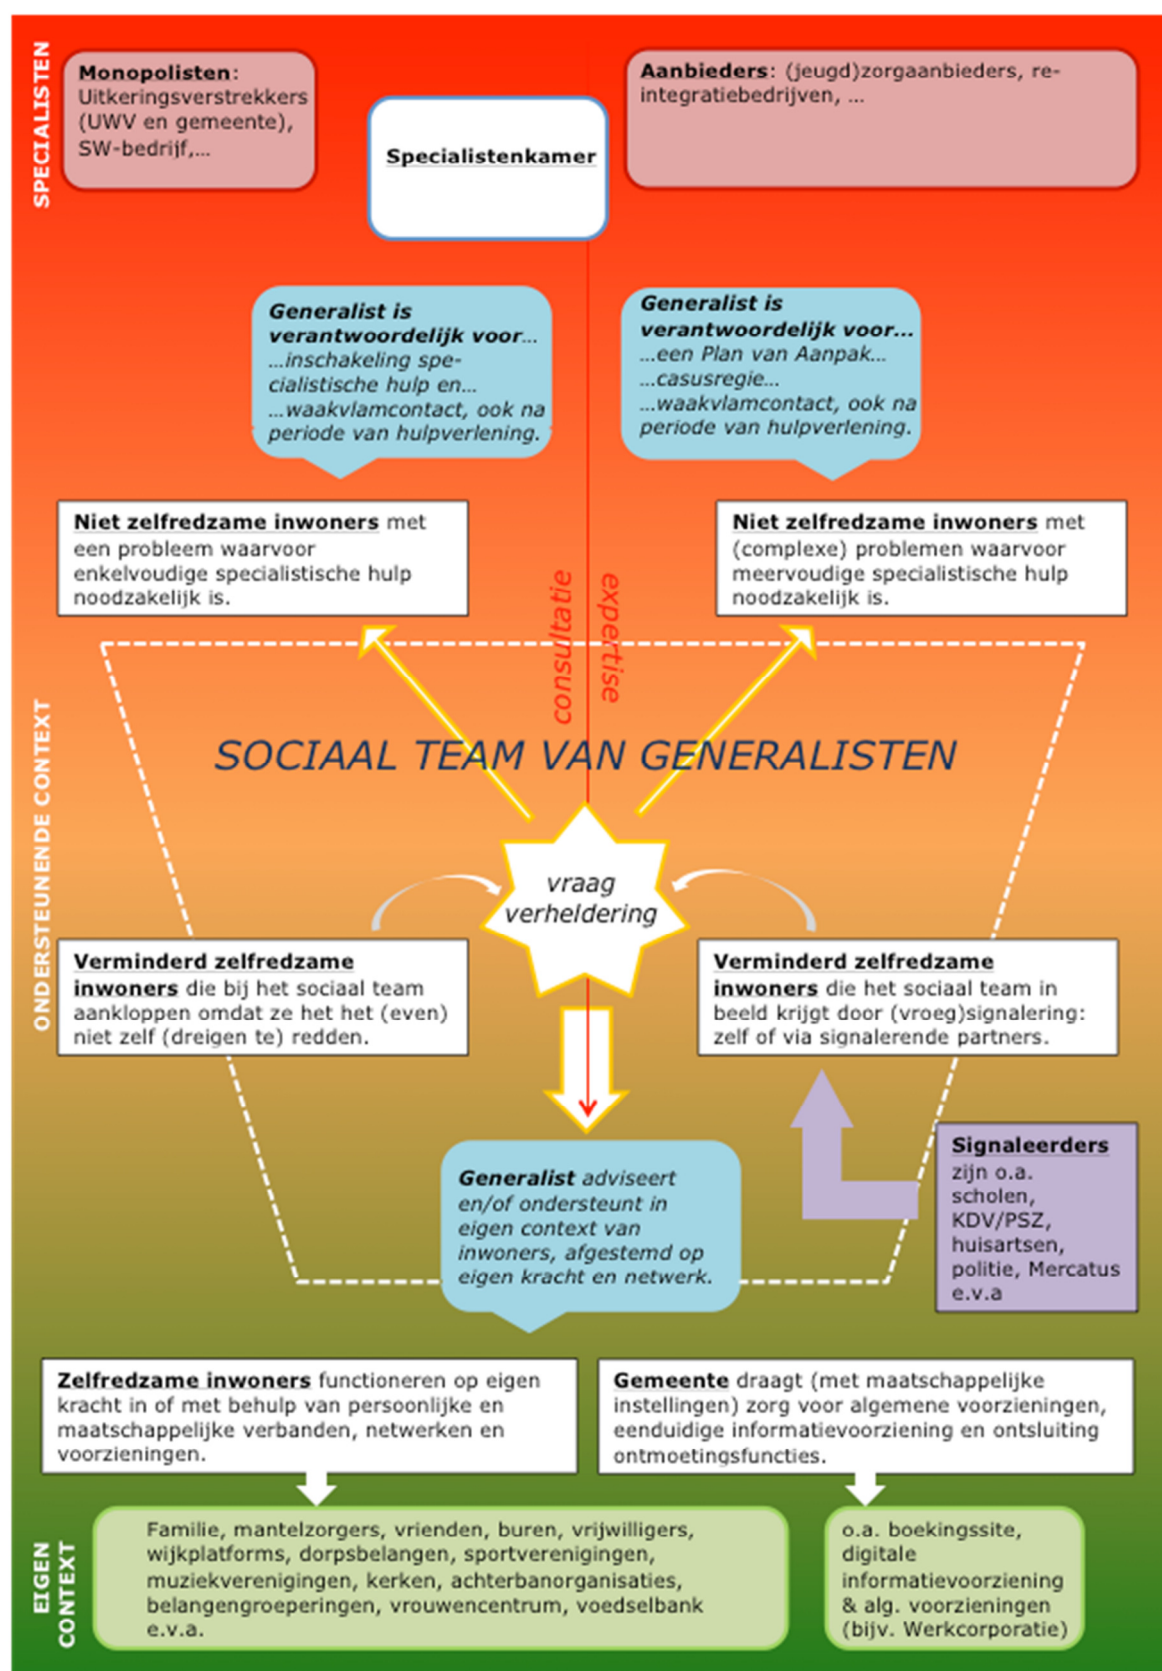 SPECIALISTEN
Monopolisten:
Uitkeringsverstrekkers
(UWV en gemeente),
SW-bedrijf,...
Specialistenkamer
Aanbieders: (jeugd)zorgaanbieders, re-
integratiebedrijven, ...
Generalist is
verantwoordelijk voor...
...inschakeling spe-
cialistische hulp en...
...waakvlamcontact, ook na
periode van hulpverlening.
Generalist is
verantwoordelijk voor...
...een Plan van Aanpak...
...casusregie...
...waakvlamcontact, ook na
periode van hulpverlening.
Niet zelfredzame inwoners met
een probleem waarvoor
enkelvoudige specialistische hulp
noodzakelijk is.
Niet zelfredzame inwoners met
(complexe) problemen waarvoor
meervoudige specialistische hulp
noodzakelijk is.
consultatie
expertise
ONDERSTEUNENDE CONTEXT
SOCIAAL TEAM VAN GENERALISTEN
vraag
verheldering
Verminderd zelfredzame
inwoners die bij het sociaal team
aankloppen omdat ze het het (even)
niet zelf (dreigen te) redden.
Verminderd zelfredzame
inwoners die het sociaal team in
beeld krijgt door (vroeg)signalering:
zelf of via signalerende partners.
Signaleerders
zijn o.a.
scholen,
KDV/PSZ,
huisartsen,
politie, Mercatus
e.v.a
Generalist adviseert
en/of ondersteunt in
eigen context van
inwoners, afgestemd op
eigen kracht en netwerk.
Zelfredzame inwoners functioneren op eigen
kracht in of met behulp van persoonlijke en
maatschappelijke verbanden, netwerken en
voorzieningen.
Gemeente draagt (met maatschappelijke
instellingen) zorg voor algemene voorzieningen,
eenduidige informatievoorziening en ontsluiting
ontmoetingsfuncties.
EIGEN
CONTEXT
Familie, mantelzorgers, vrienden, buren, vrijwilligers,
wijkplatforms, dorpsbelangen, sportverenigingen,
muziekverenigingen, kerken, achterbanorganisaties,
belangengroeperingen, vrouwencentrum, voedselbank
e.v.a.
o.a. boekingssite,
digitale
informatievoorziening
& alg. voorzieningen
(bijv. Werkcorporatie)